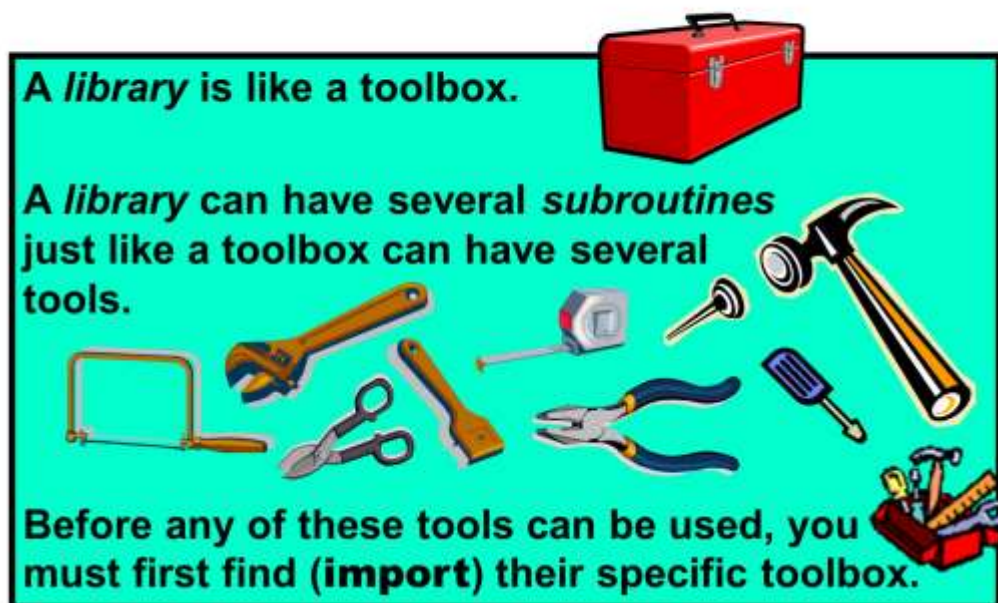 A library is like a toolbox.
A library can have several subroutines
just like a toolbox can have several
tools.
Before any of these tools can be used, you
must first find (import) their specific toolbox.